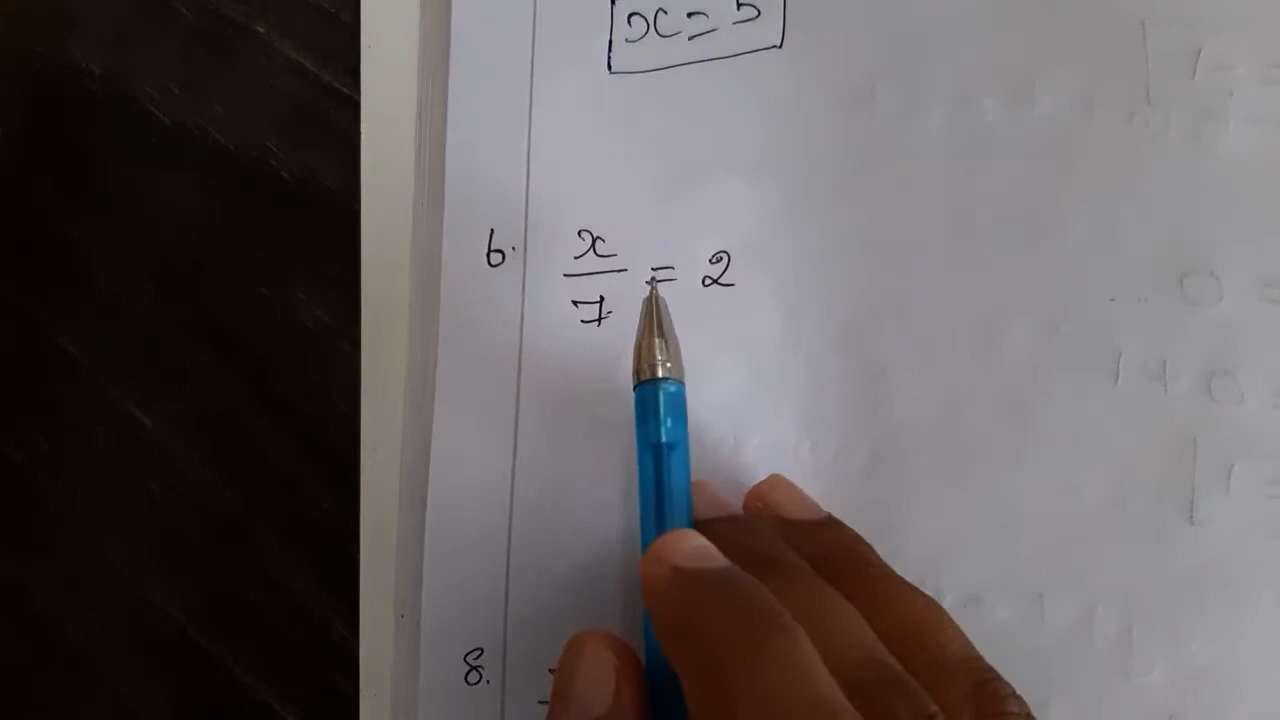 x = 5
6. x/7 = 2
8.